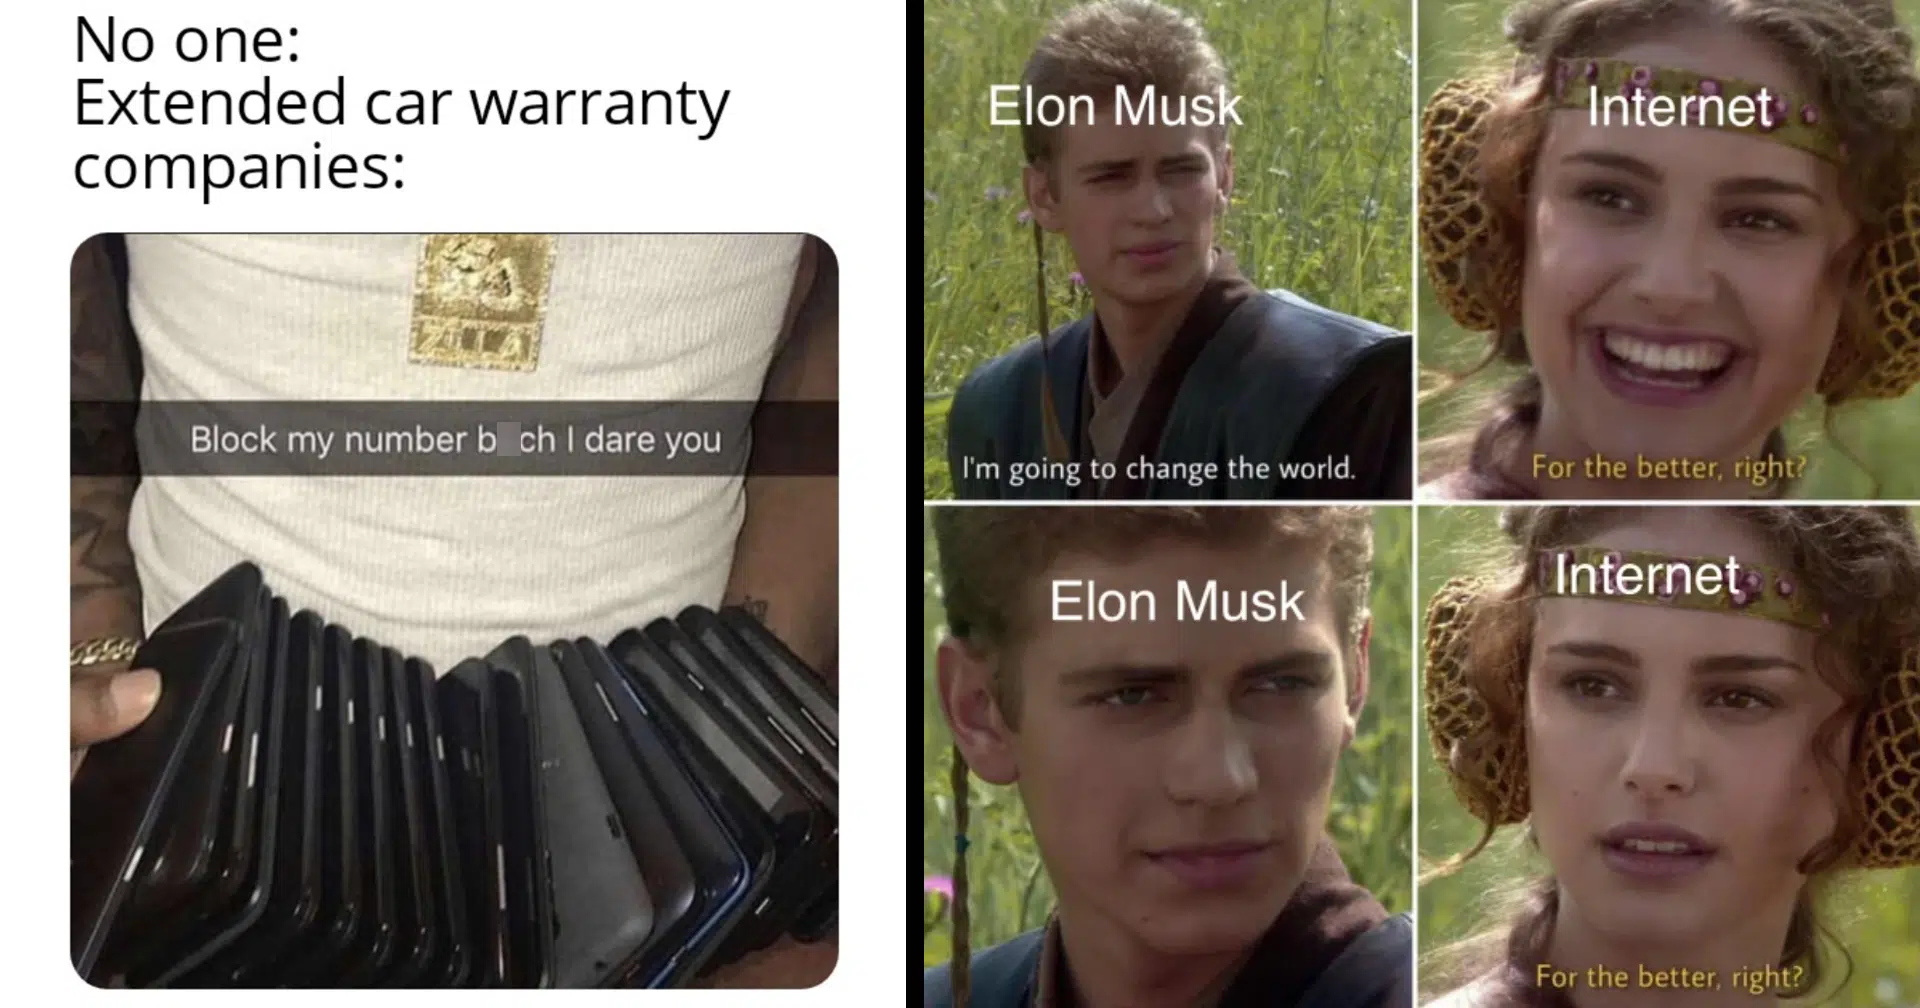 No one:
Extended car warranty
companies:
ZILLA
Block my number b ch I dare you
Elon Musk
Internet
I'm going to change the world.
For the better, right?
Elon Musk
Internet
For the better, right?